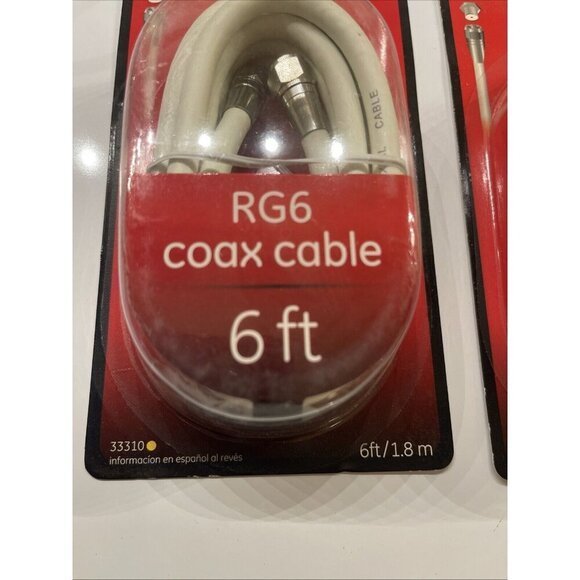 CABLE
RG6
coax cable
6 ft
33310
informacion en español al revés
6ft/1.8 m